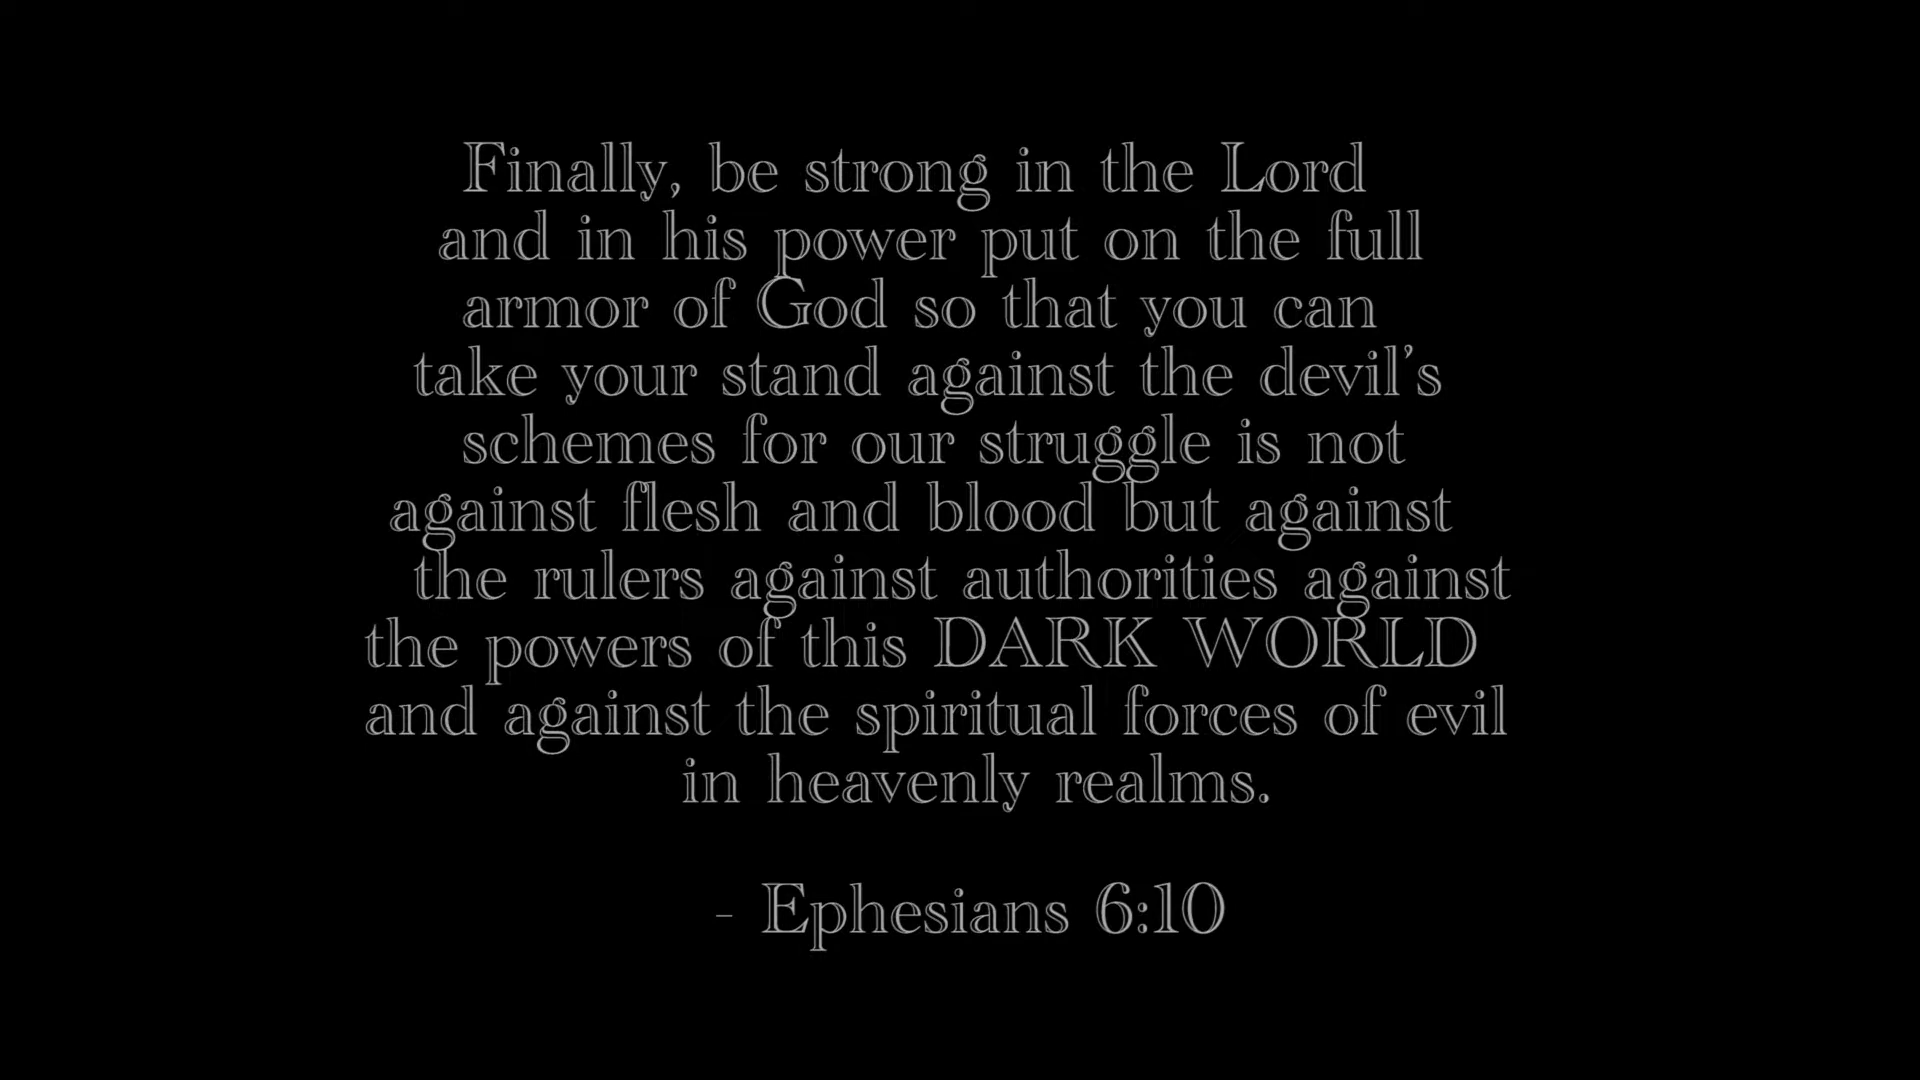 Finally, be strong in the Lord
and in his power put on the full
armor of God so that you can
take your stand against the devil's
schemes for our struggle is not
against flesh and blood but against
the rulers against authorities against
the powers of this DARK WORLD
and against the spiritual forces of evil
in heavenly realms.
- Ephesians 6:10